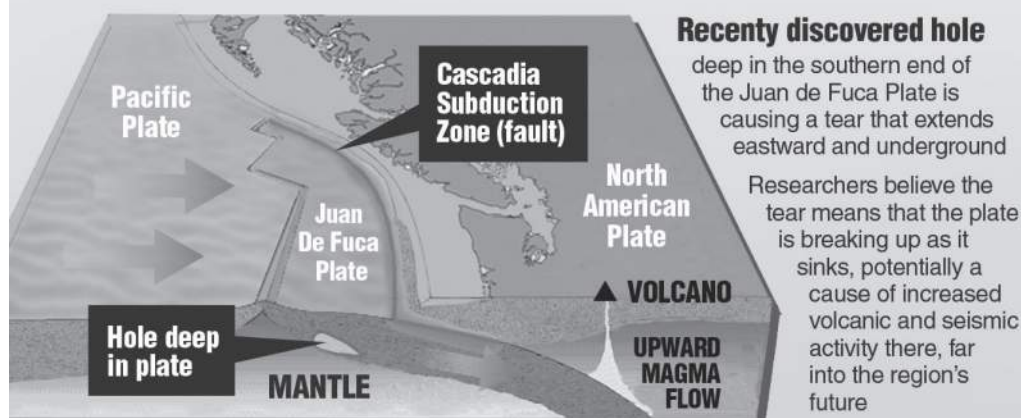 Recenty discovered hole
deep in the southern end of
the Juan de Fuca Plate is
causing a tear that extends
eastward and underground
Researchers believe the
tear means that the plate
is breaking up as it
sinks, potentially a
cause of increased
volcanic and seismic
activity there, far
into the region's
future
Pacific
Plate
Cascadia
Subduction
Zone (fault)
North
American
Plate
Juan
De Fuca
Plate
VOLCANO
Hole deep
in plate
MANTLE
UPWARD
MAGMA
FLOW